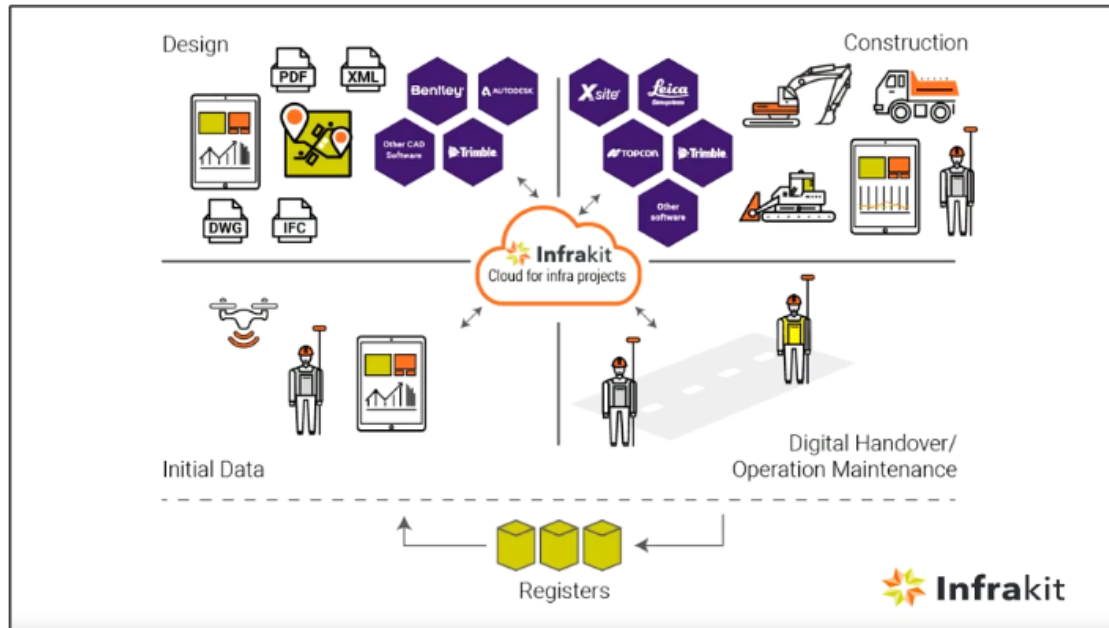 Design
PDF
XML
DWG
IFC
Bentley
AUTODESK
Other CAD
Software
Trimble
Construction
Xsite
Leica
Geosystems
TOPCON
Trimble
Other
software
Infrakit
Cloud for infra projects
Initial Data
Digital Handover/
Operation Maintenance
Registers
Infrakit